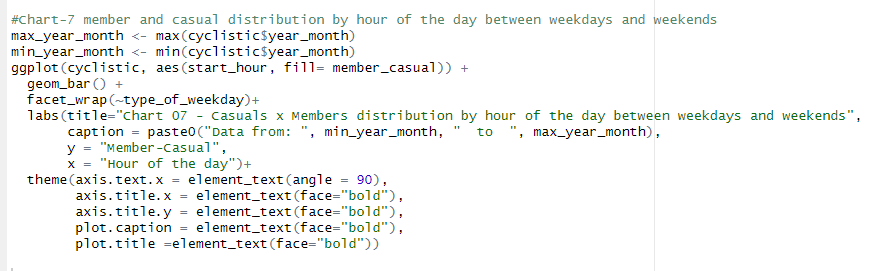 #Chart-7 member and casual distribution by hour of the day between weekdays and weekends
max_year_month <- max(cyclistic$year_month)
min_year_month <- min(cyclistic$year_month)
ggplot(cyclistic, aes(start_hour, fill= member_casual)) +
  geom_bar() +
  facet_wrap(~type_of_weekday)+
  labs(title="Chart 07 - Casuals x Members distribution by hour of the day between weekdays and weekends",
       caption = paste0("Data from: ", min_year_month, "  to  ", max_year_month),
       y = "Member-Casual",
       x = "Hour of the day")+
  theme(axis.text.x = element_text(angle = 90),
        axis.title.x = element_text(face="bold"),
        axis.title.y = element_text(face="bold"),
        plot.caption = element_text(face="bold"),
        plot.title =element_text(face="bold"))